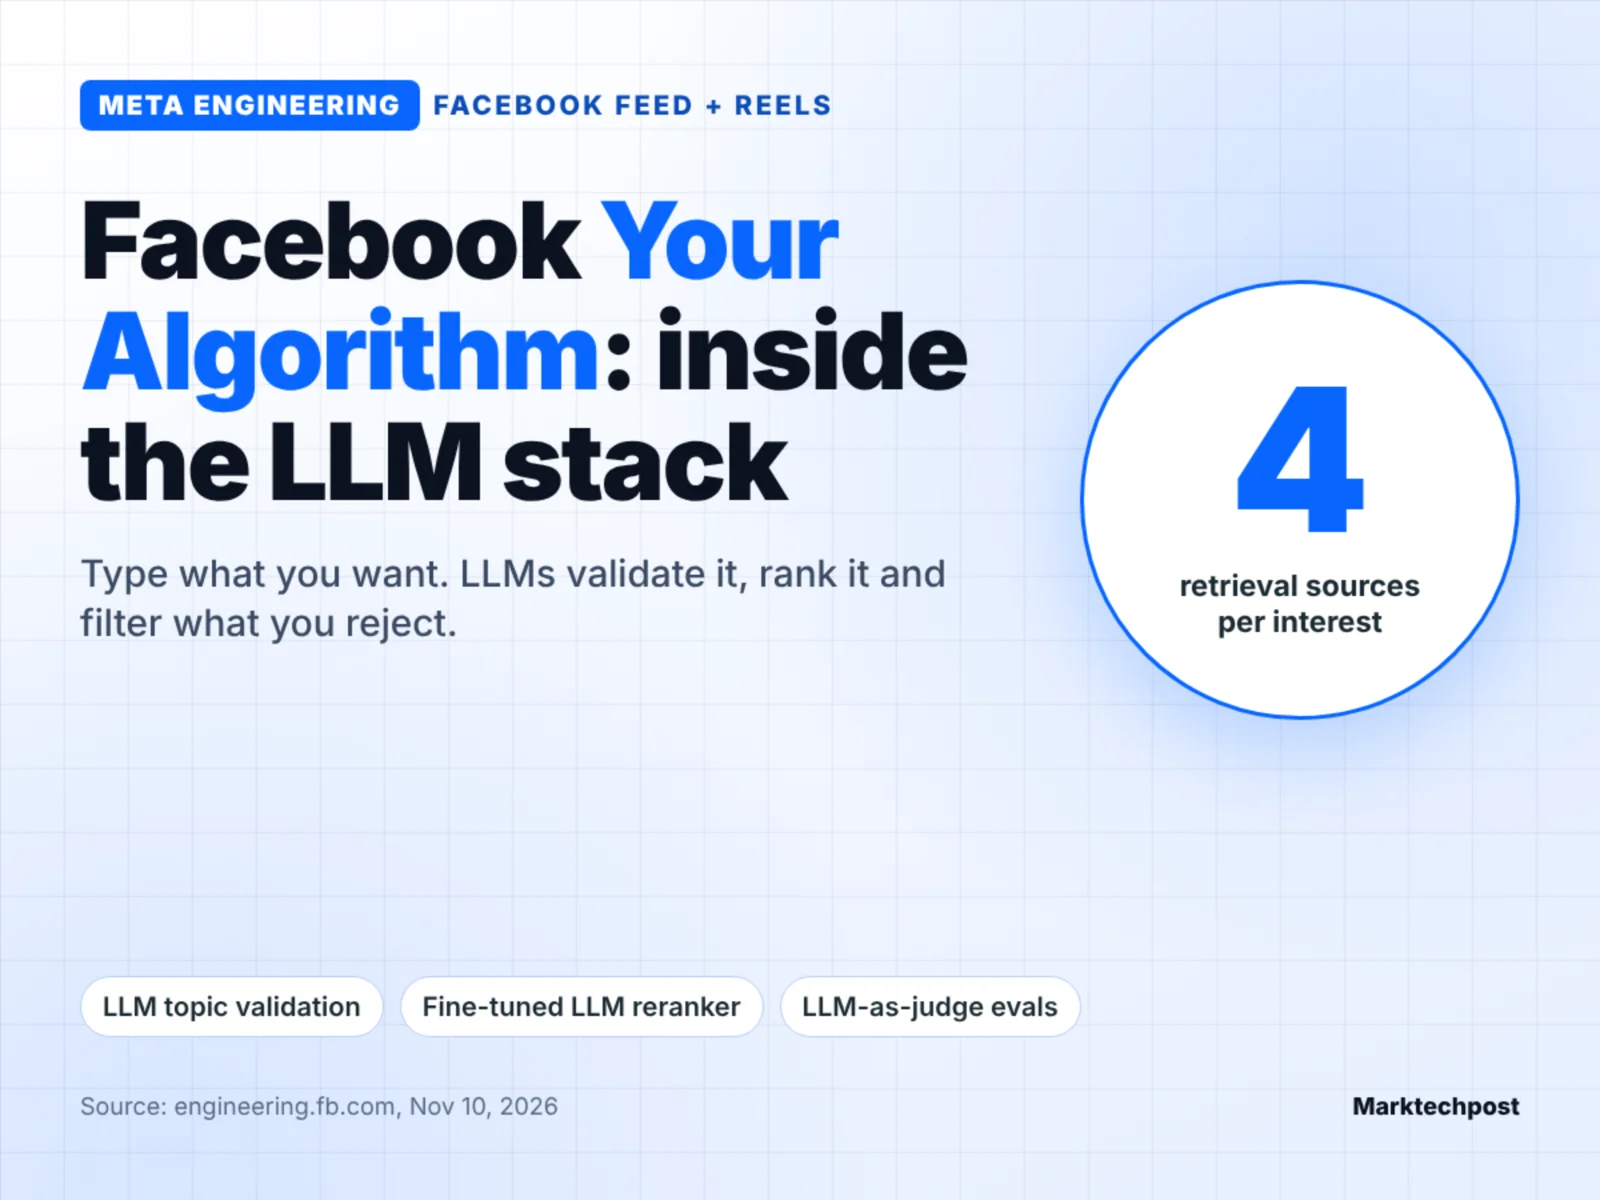 META ENGINEERING FACEBOOK FEED + REELS
Facebook Your
Algorithm: inside
the LLM stack
Type what you want. LLMs validate it, rank it and
filter what you reject.
4
retrieval sources
per interest
LLM topic validation
Fine-tuned LLM reranker
LLM-as-judge evals
Source: engineering.fb.com, Nov 10, 2026
Marktechpost